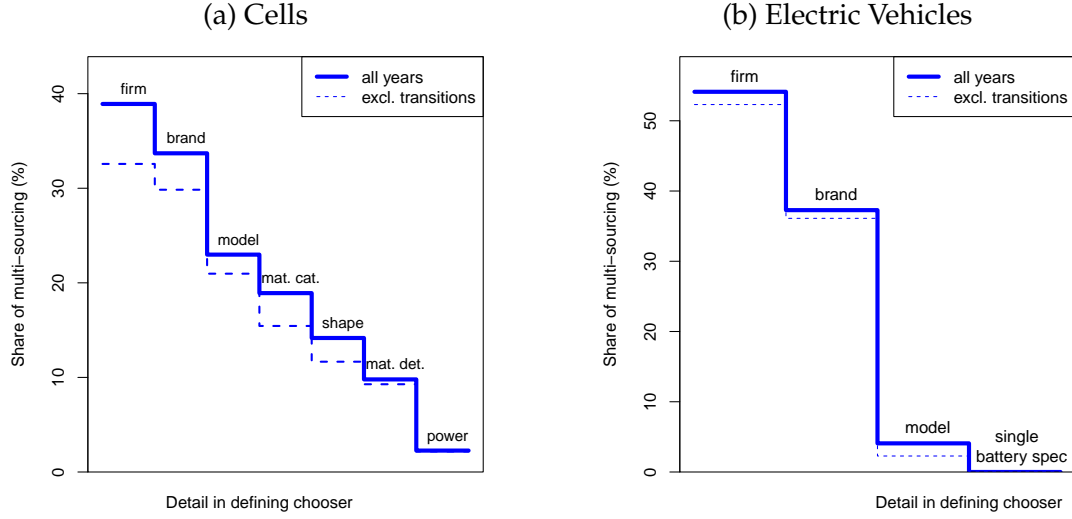 (a) Cells
all years
excl. transitions
firm
brand
model
mat. cat.
shape
mat. det.
power
0
10
20
30
40
Share of multi−sourcing (%)
Detail in defining chooser
(b) Electric Vehicles
all years
excl. transitions
firm
brand
model
single
battery spec
0
10
20
30
40
50
Share of multi−sourcing (%)
Detail in defining chooser